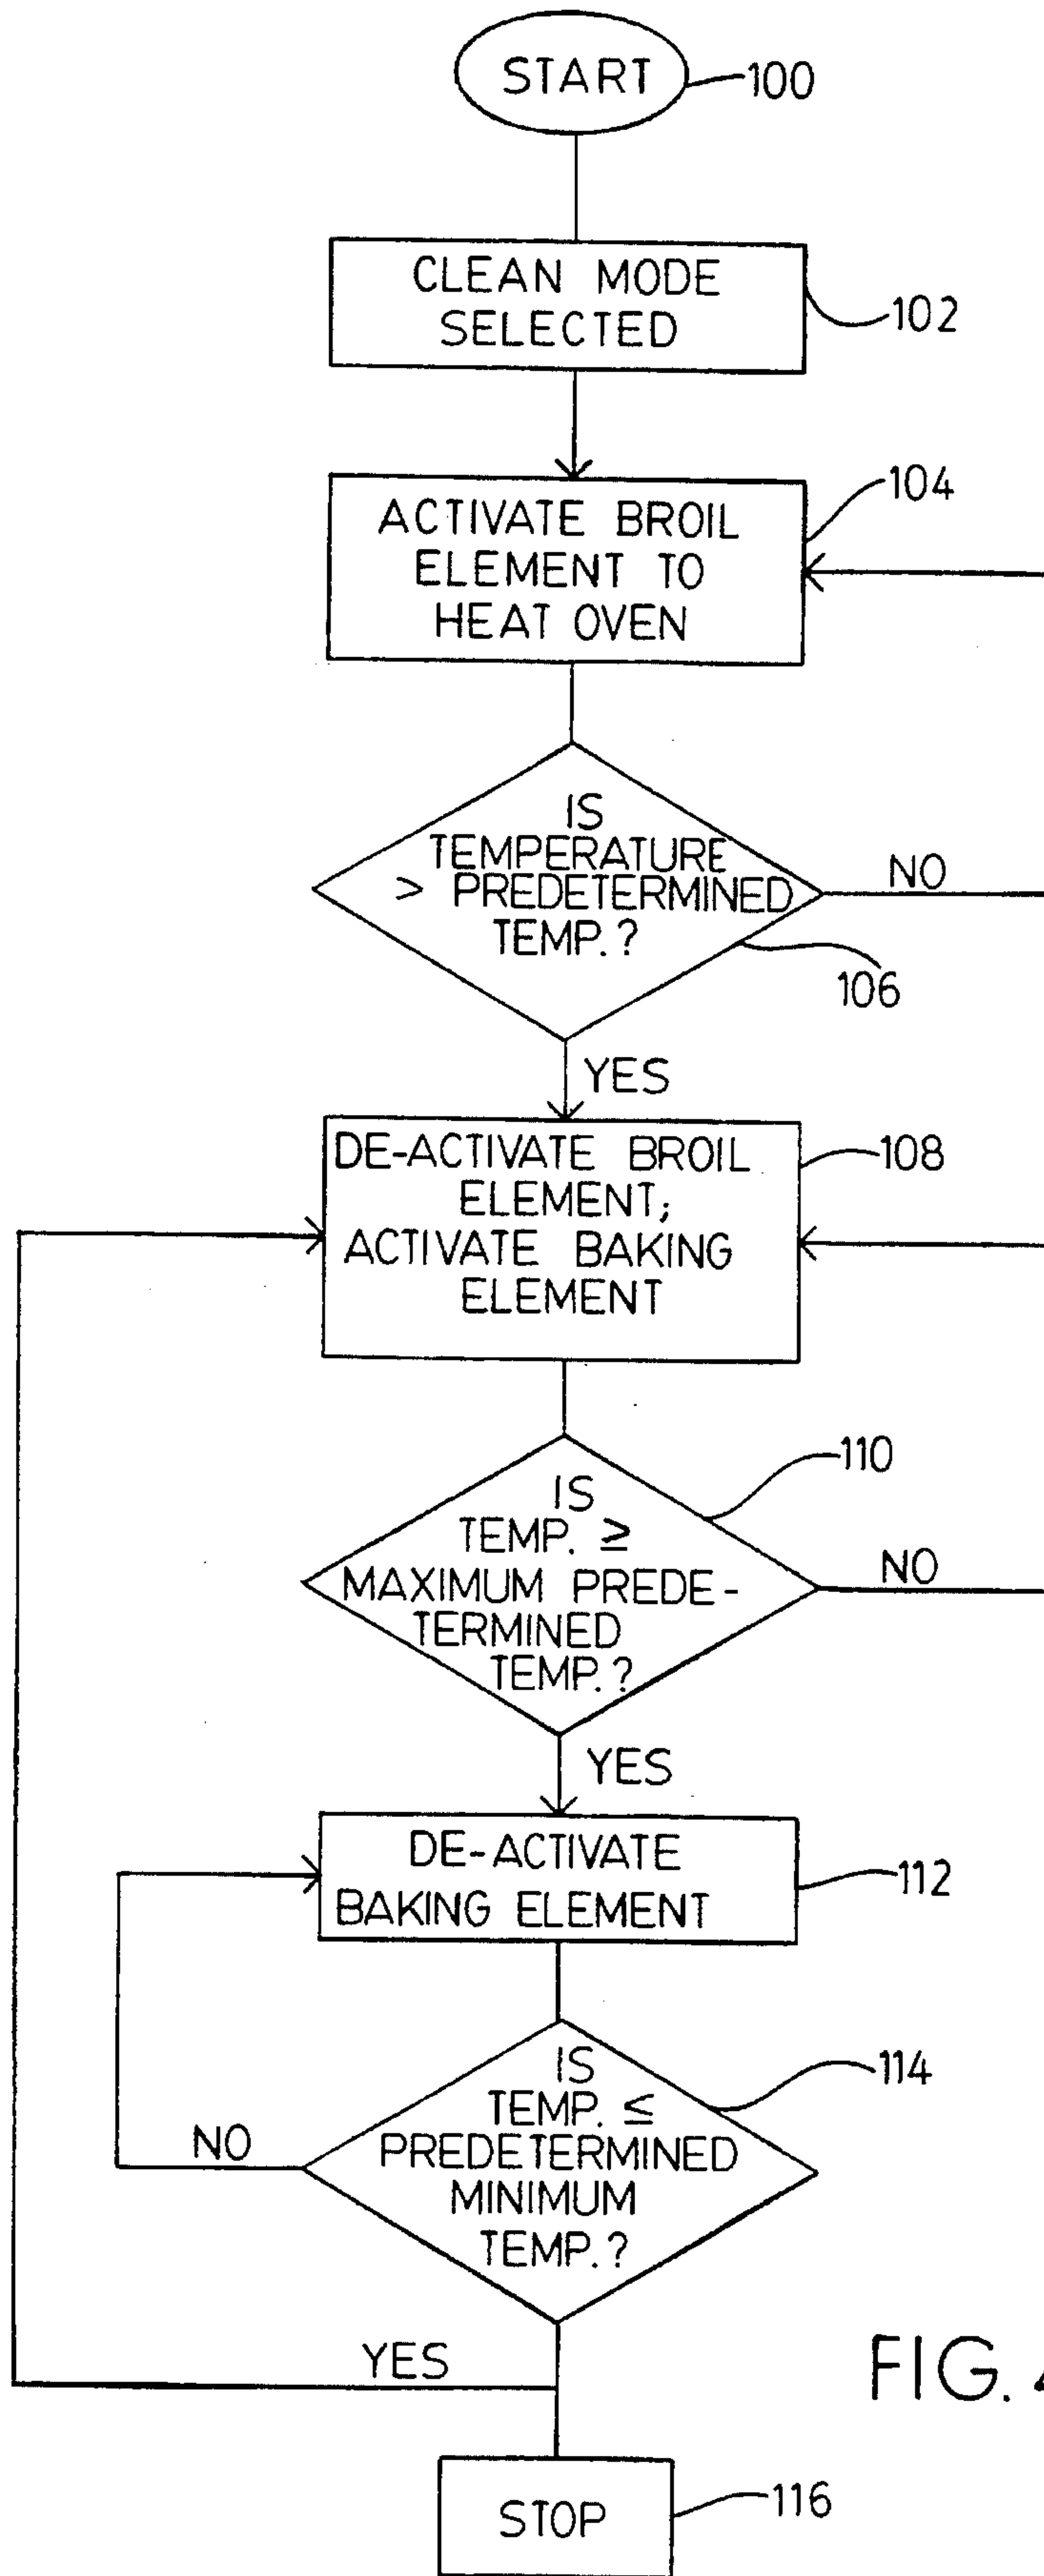 START
100
CLEAN MODE
SELECTED
102
104
ACTIVATE BROIL
ELEMENT TO
HEAT OVEN
IS
TEMPERATURE
> PREDETERMINED
TEMP.?
NO
106
YES
DE-ACTIVATE BROIL
ELEMENT;
ACTIVATE BAKING
ELEMENT
108
110
IS
TEMP. ≥
MAXIMUM PREDE-
TERMINED
TEMP.?
NO
YES
DE-ACTIVATE
BAKING ELEMENT
112
114
IS
TEMP. ≤
PREDETERMINED
MINIMUM
TEMP.?
NO
YES
FIG. 4
STOP
116